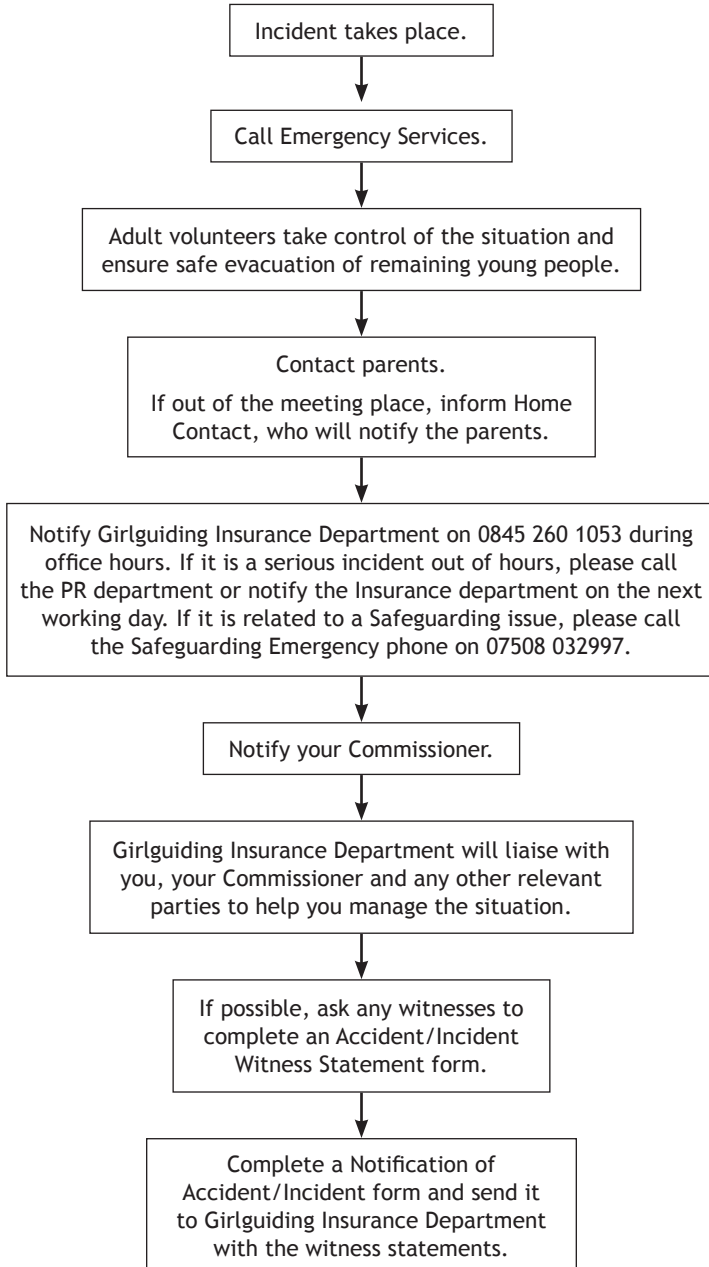 Incident takes place.
Call Emergency Services.
Adult volunteers take control of the situation and
ensure safe evacuation of remaining young people.
Contact parents.
If out of the meeting place, inform Home
Contact, who will notify the parents.
Notify Girlguiding Insurance Department on 0845 260 1053 during
office hours. If it is a serious incident out of hours, please call
the PR department or notify the Insurance department on the next
working day. If it is related to a Safeguarding issue, please call
the Safeguarding Emergency phone on 07508 032997.
Notify your Commissioner.
Girlguiding Insurance Department will liaise with
you, your Commissioner and any other relevant
parties to help you manage the situation.
If possible, ask any witnesses to
complete an Accident/Incident
Witness Statement form.
Complete a Notification of
Accident/Incident form and send it
to Girlguiding Insurance Department
with the witness statements.